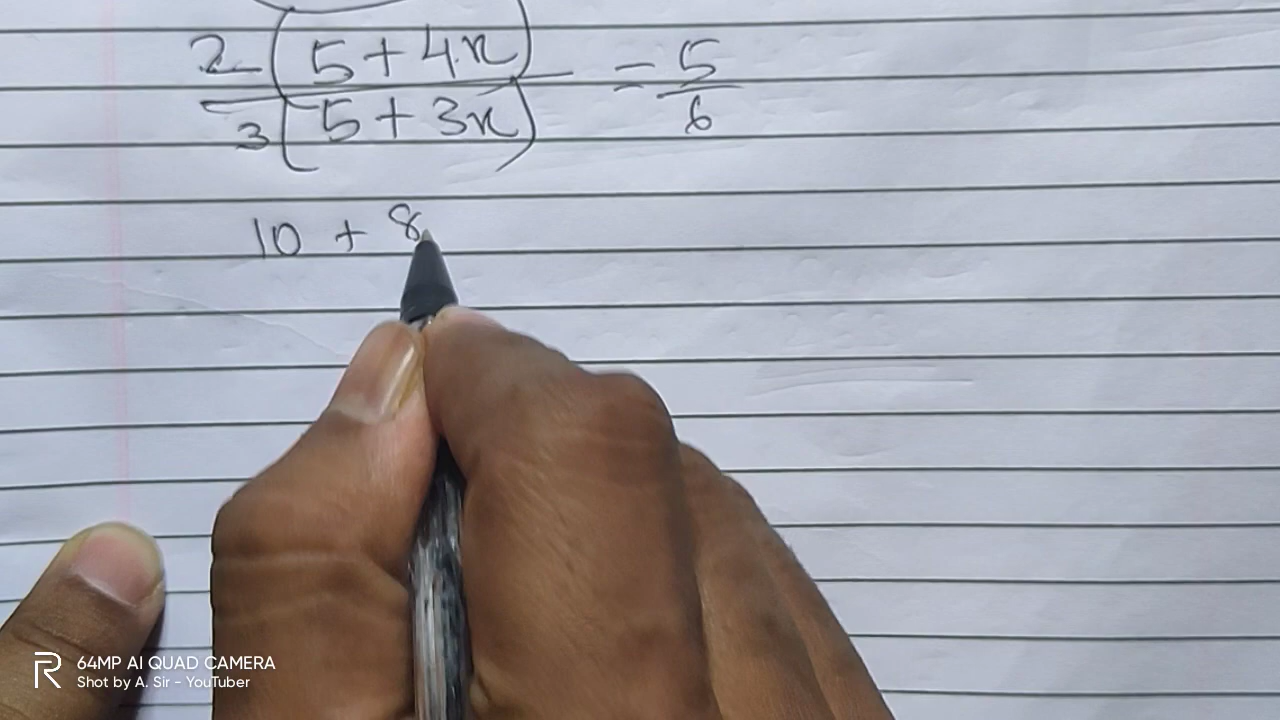 2(5+4x)/3(5+3x) = 5/6
10 + 8
R 64MP AI QUAD CAMERA
Shot by A. Sir - YouTuber